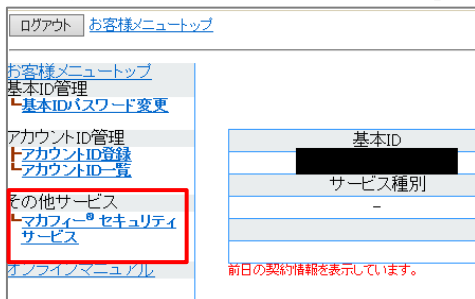 ログアウト お客様メニュートップ
お客様メニュートップ
基本ID管理
基本IDパスワード変更
アカウントID管理
アカウントID登録
アカウントID一覧
その他サービス
マカフィー® セキュリティ
サービス
オンラインマニュアル
基本ID
サービス種別
－
前日の契約情報を表示しています。